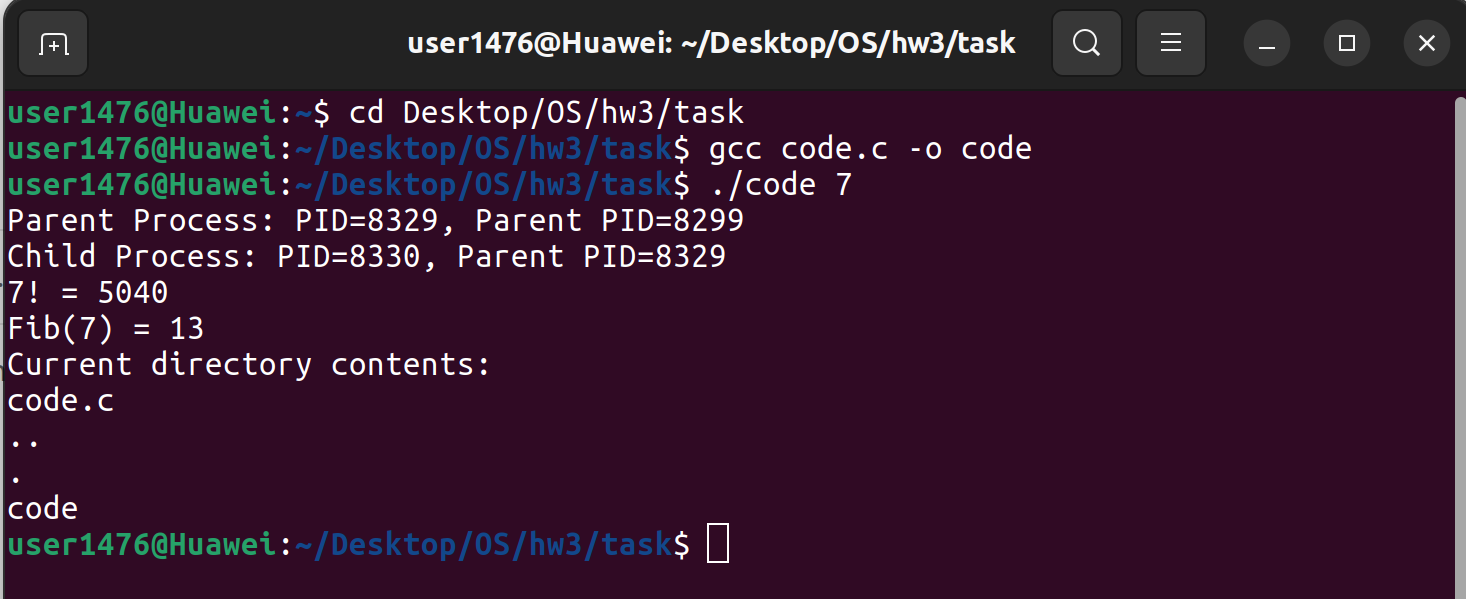 user1476@Huawei: ~/Desktop/OS/hw3/task
user1476@Huawei:~$ cd Desktop/OS/hw3/task
user1476@Huawei:~/Desktop/OS/hw3/task$ gcc code.c -o code
user1476@Huawei:~/Desktop/OS/hw3/task$ ./code 7
Parent Process: PID=8329, Parent PID=8299
Child Process: PID=8330, Parent PID=8329
7! = 5040
Fib(7) = 13
Current directory contents:
code.c
..
.
code
user1476@Huawei:~/Desktop/OS/hw3/task$